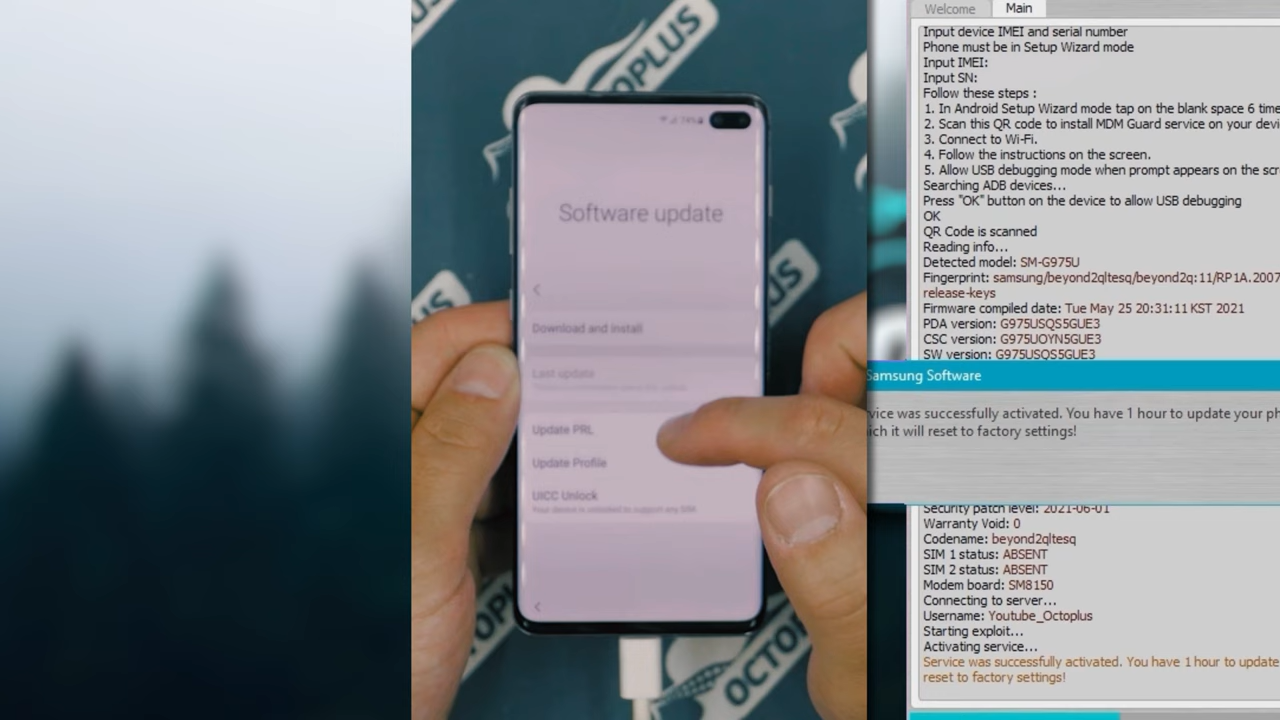 OCTOPLUS
Software update
Download and install
Last update
Update PRL
Update Profile
UICC Unlock
Your device is unlocked to support any SIM.
OCTOPLUS
Welcome
Main
Input device IMEI and serial number
Phone must be in Setup Wizard mode
Input IMEI:
Input SN:
Follow these steps :
1. In Android Setup Wizard mode tap on the blank space 6 time
2. Scan this QR code to install MDM Guard service on your devi
3. Connect to Wi-Fi.
4. Follow the instructions on the screen.
5. Allow USB debugging mode when prompt appears on the scr
Searching ADB devices...
Press "OK" button on the device to allow USB debugging
OK
QR Code is scanned
Reading info...
Detected model: SM-G975U
Fingerprint: samsung/beyond2qltesq/beyond2q:11/RP1A.2007
release-keys
Firmware compiled date: Tue May 25 20:31:11 KST 2021
PDA version: G975USQS5GUE3
CSC version: G975UOYN5GUE3
SW version: G975USQS5GUE3
Samsung Software
vice was successfully activated. You have 1 hour to update your ph
ich it will reset to factory settings!
Security patch level: 2021-06-01
Warranty Void: 0
Codename: beyond2qltesq
SIM 1 status: ABSENT
SIM 2 status: ABSENT
Modem board: SM8150
Connecting to server...
Username: Youtube_Octoplus
Starting exploit...
Activating service...
Service was successfully activated. You have 1 hour to update
reset to factory settings!